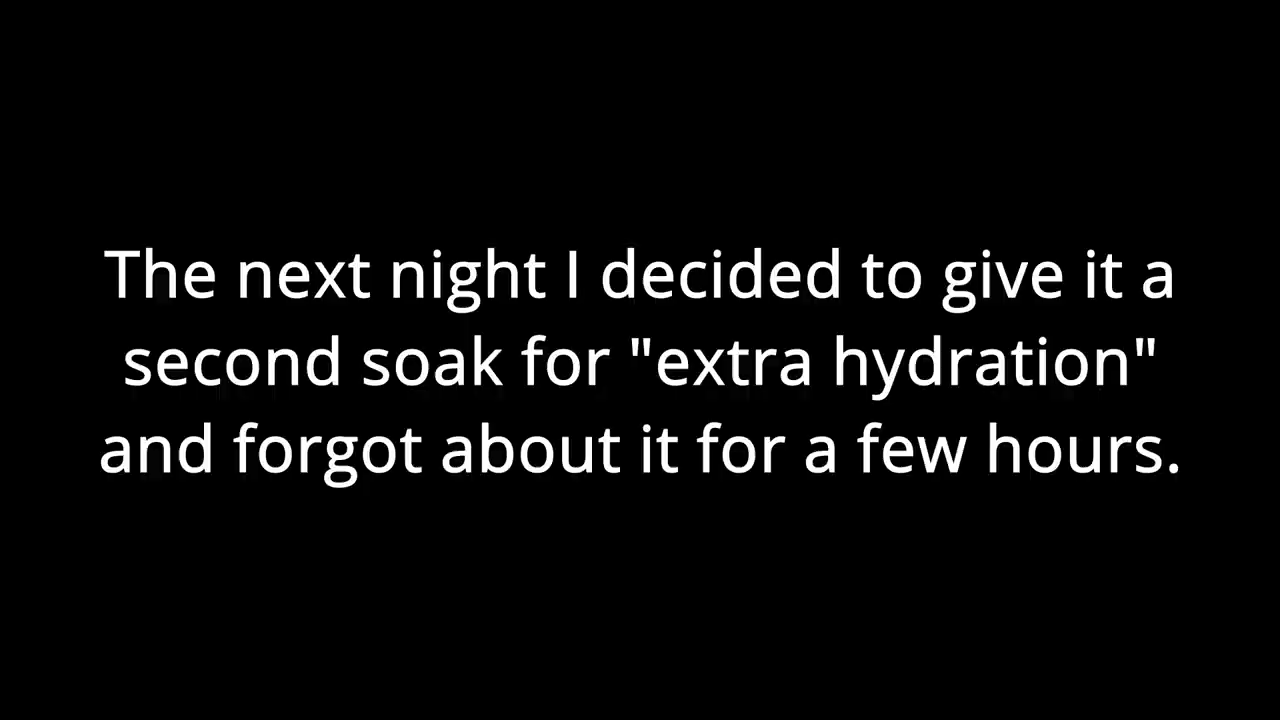 The next night I decided to give it a
second soak for "extra hydration"
and forgot about it for a few hours.